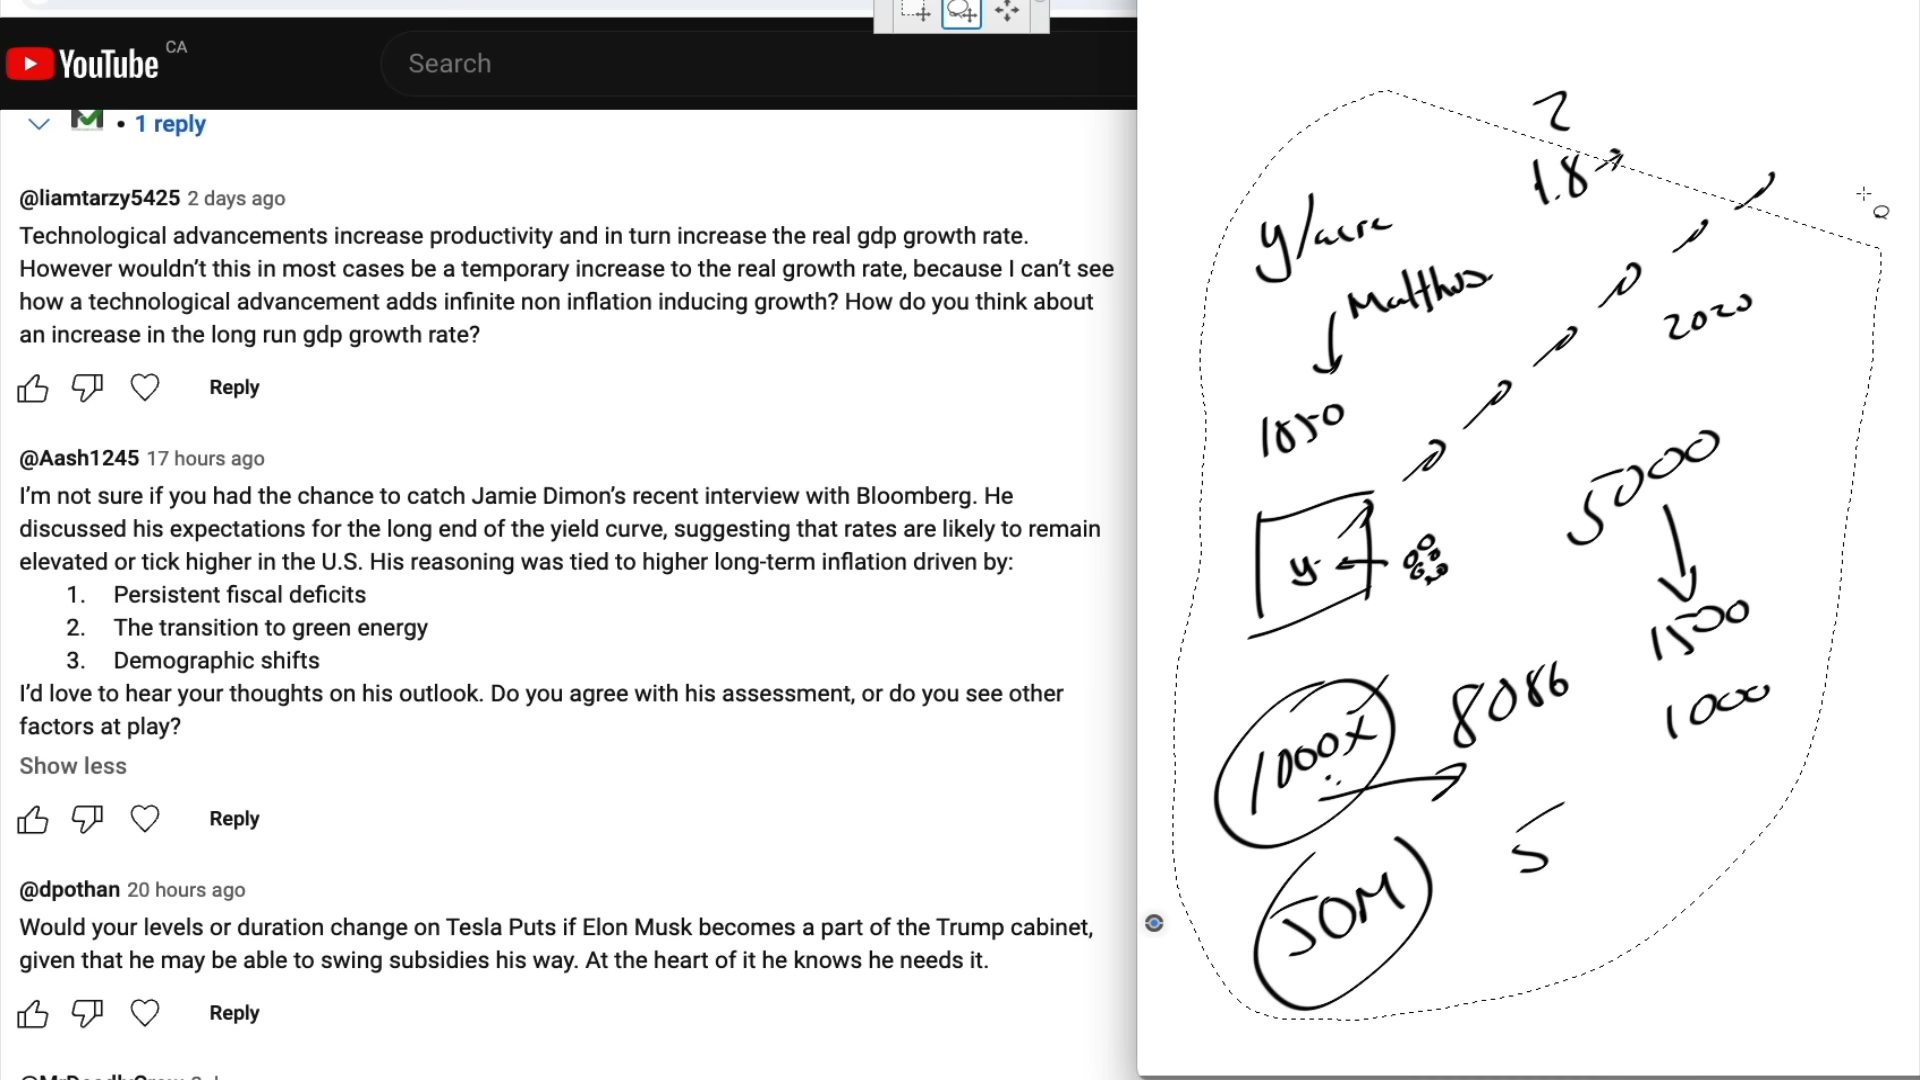 YouTube CA
Search
• 1 reply
@liamtarzy5425 2 days ago
Technological advancements increase productivity and in turn increase the real gdp growth rate.
However wouldn’t this in most cases be a temporary increase to the real growth rate, because I can’t see
how a technological advancement adds infinite non inflation inducing growth? How do you think about
an increase in the long run gdp growth rate?
Reply
@Aash1245 17 hours ago
I’m not sure if you had the chance to catch Jamie Dimon’s recent interview with Bloomberg. He
discussed his expectations for the long end of the yield curve, suggesting that rates are likely to remain
elevated or tick higher in the U.S. His reasoning was tied to higher long-term inflation driven by:
1. Persistent fiscal deficits
2. The transition to green energy
3. Demographic shifts
I’d love to hear your thoughts on his outlook. Do you agree with his assessment, or do you see other
factors at play?
Show less
Reply
@dpothan 20 hours ago
Would your levels or duration change on Tesla Puts if Elon Musk becomes a part of the Trump cabinet,
given that he may be able to swing subsidies his way. At the heart of it he knows he needs it.
Reply
2
1.8
y/acre
Malthus
2020
1850
5000
y
1500
1000X
8086
1000
50M
5